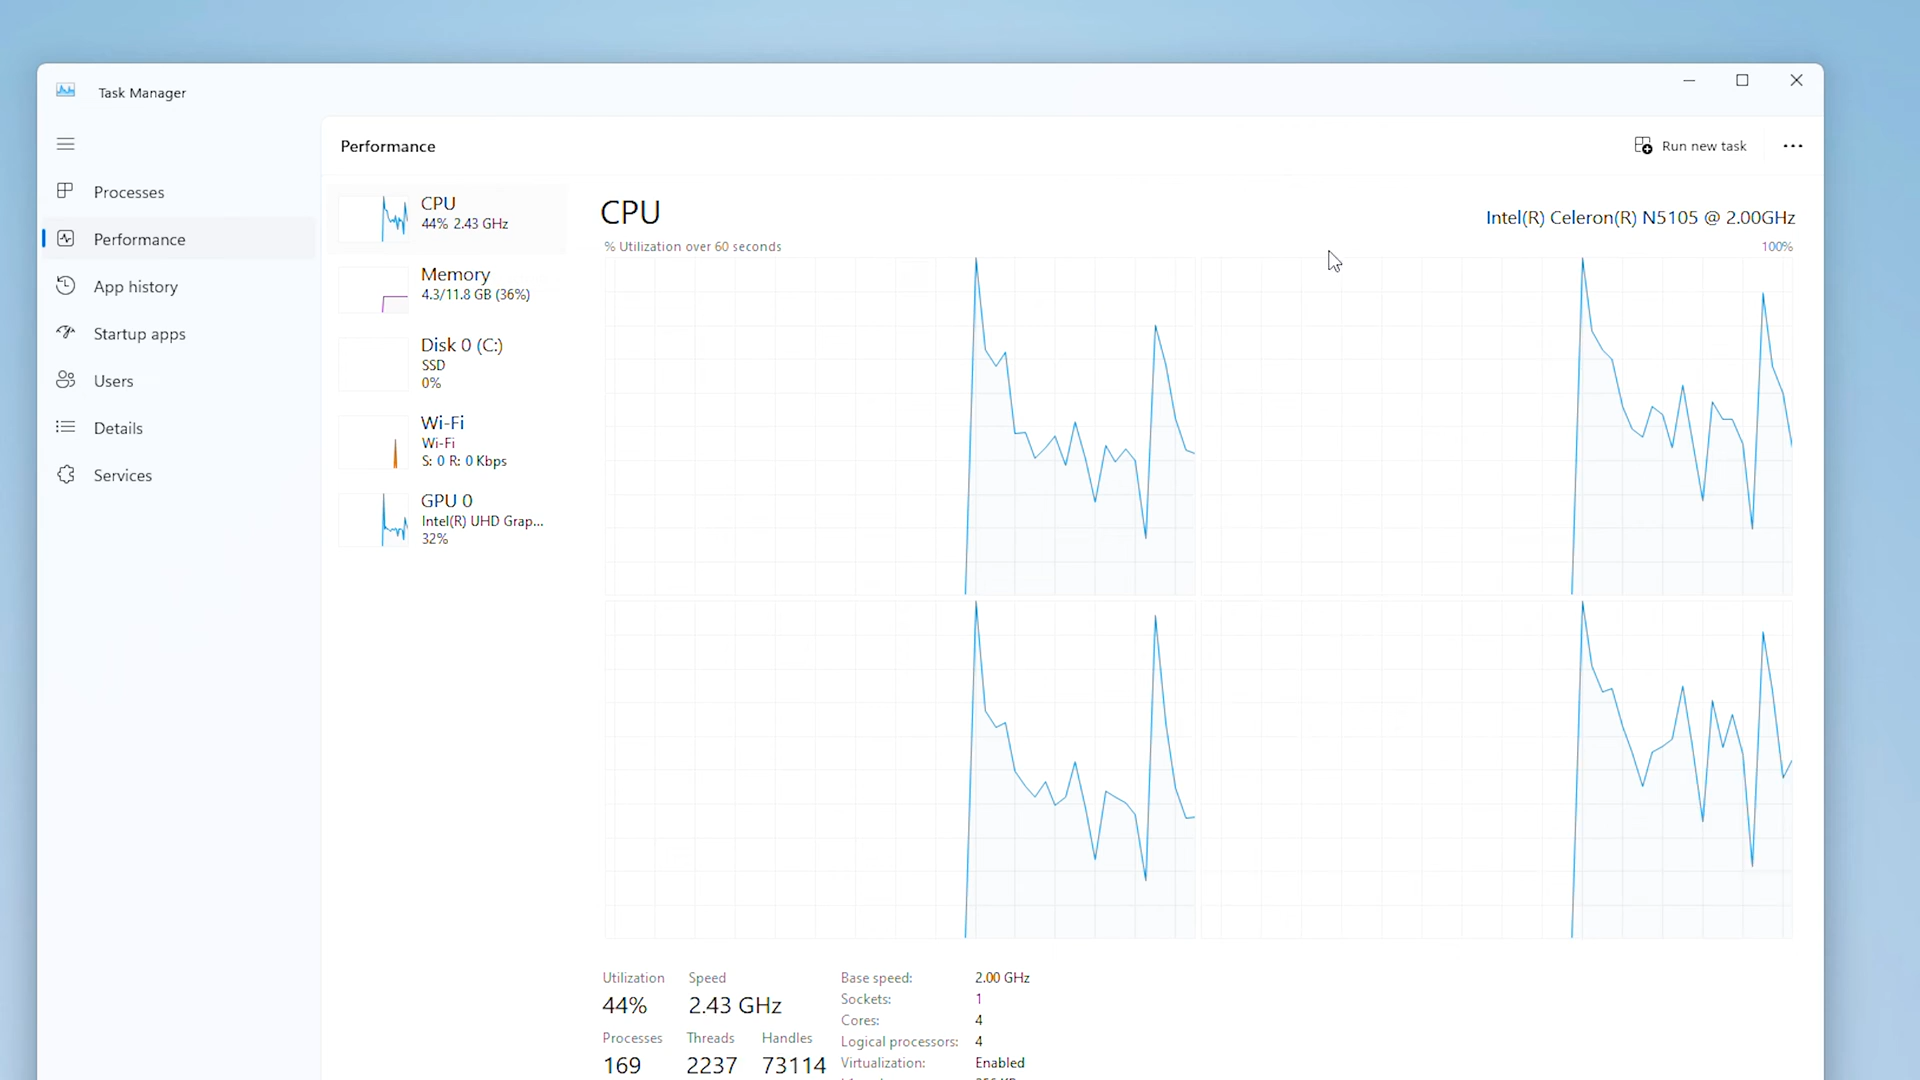 Task Manager
Performance
Run new task
Processes
Performance
App history
Startup apps
Users
Details
Services
CPU
44% 2.43 GHz
Memory
4.3/11.8 GB (36%)
Disk 0 (C:)
SSD
0%
Wi-Fi
Wi-Fi
S: 0 R: 0 Kbps
GPU 0
Intel(R) UHD Grap...
32%
CPU
Intel(R) Celeron(R) N5105 @ 2.00GHz
% Utilization over 60 seconds
100%
Utilization
44%
Speed
2.43 GHz
Processes
169
Threads
2237
Handles
73114
Base speed: 2.00 GHz
Sockets: 1
Cores: 4
Logical processors: 4
Virtualization: Enabled